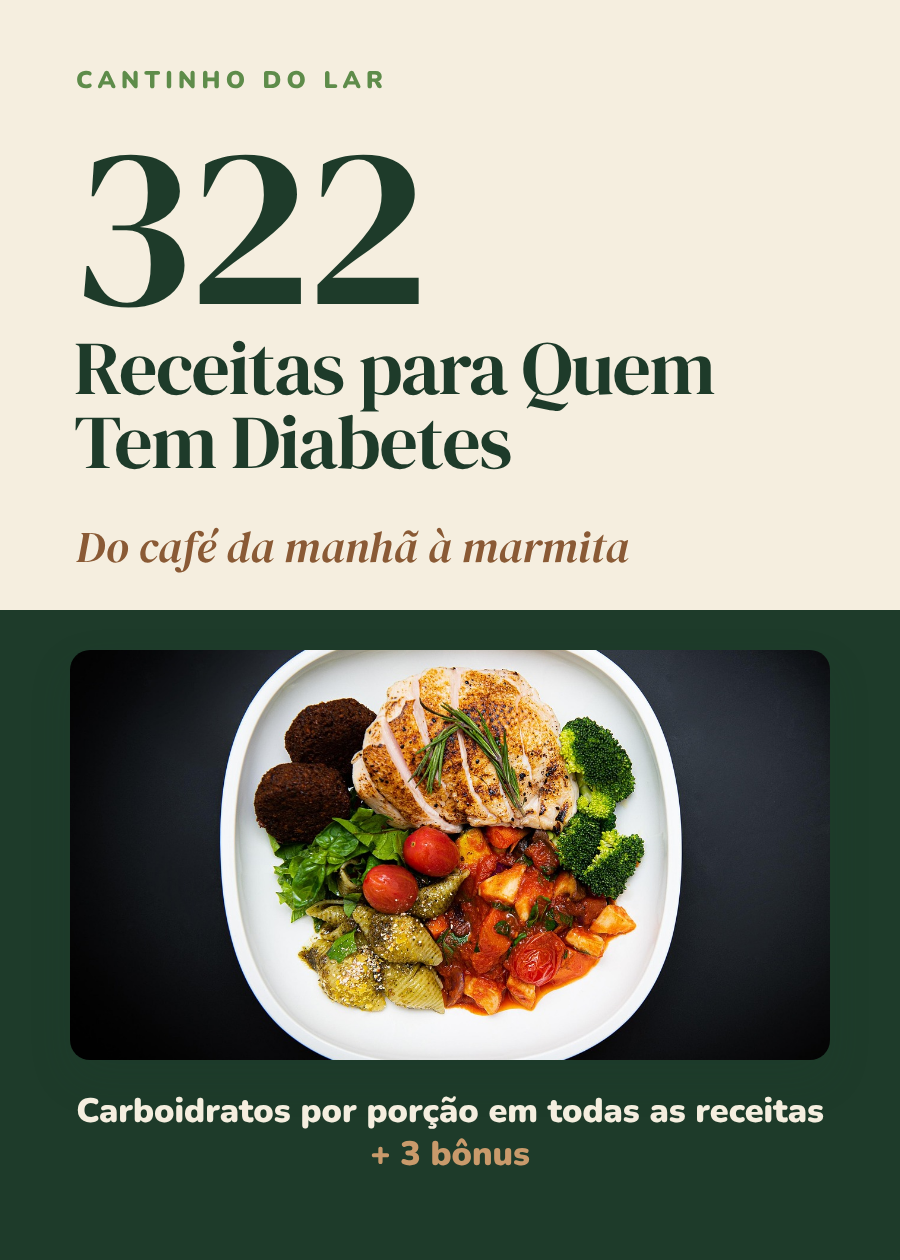 CANTINHO DO LAR
322
Receitas para Quem
Tem Diabetes
Do café da manhã à marmita
Carboidratos por porção em todas as receitas
+ 3 bônus